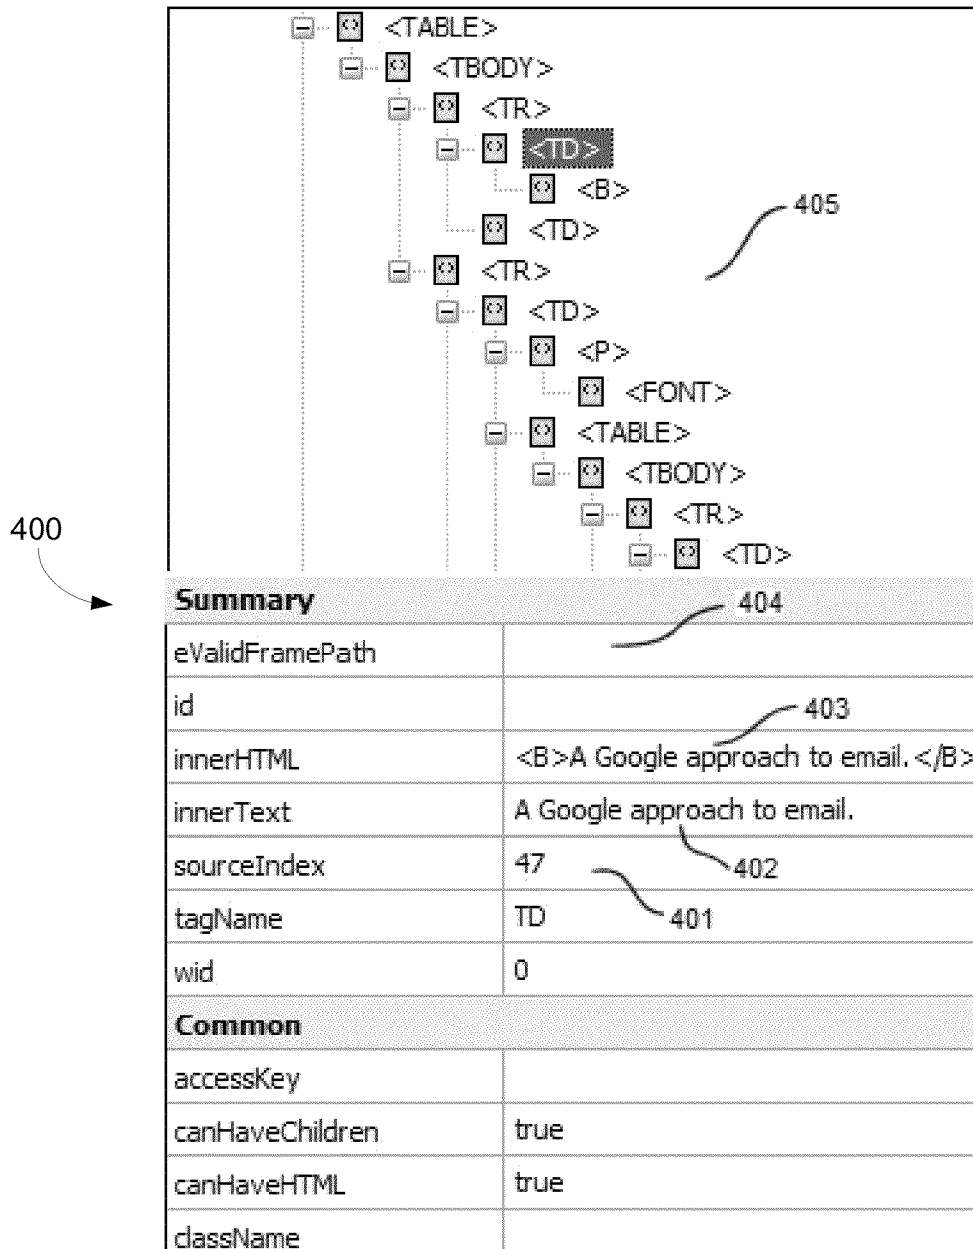 <TABLE>
<TBODY>
<TR>
<TD>
<B>
405
<TD>
<TR>
<TD>
<P>
<FONT>
<TABLE>
<TBODY>
<TR>
400
<TD>
Summary
404
eValidFramePath
id
403
innerHTML <B>A Google approach to email.</B>
innerText A Google approach to email.
sourceIndex 47
402
tagName TD
401
wid 0
Common
accessKey
canHaveChildren true
canHaveHTML true
className